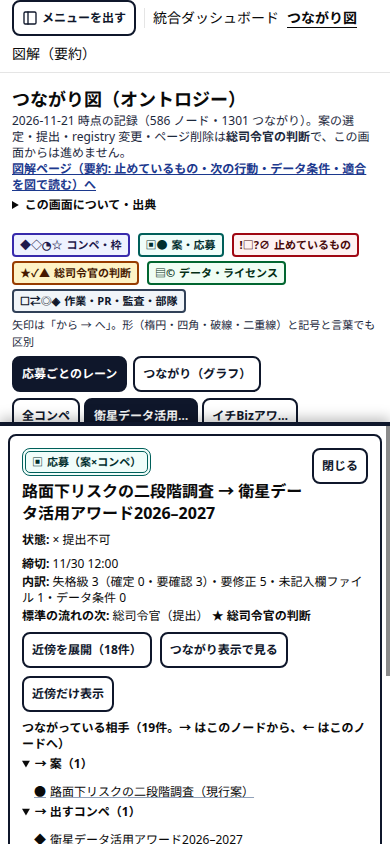 メニューを出す 統合ダッシュボード つながり図
図解（要約）
つながり図（オントロジー）
2026-11-21 時点の記録（586 ノード・1301 つながり）。案の選
定・提出・registry 変更・ページ削除は総司令官の判断で、この画
面からは進めません。
図解ページ（要約: 止めているもの・次の行動・データ条件・適合
を図で読む）へ
▶ この画面について・出典
◆◇◔☆ コンペ・枠 ▣● 案・応募 !□?⊘ 止めているもの
★✓▲ 総司令官の判断 ▤© データ・ライセンス
☐⇄◎◈ 作業・PR・監査・部隊
矢印は「から → へ」。形（楕円・四角・破線・二重線）と記号と言葉でも
区別
応募ごとのレーン つながり（グラフ）
全コンペ 衛星データ活用... イチBizアワ...
▣ 応募（案×コンペ） 閉じる
路面下リスクの二段階調査 → 衛星デー
タ活用アワード2026–2027
状態: × 提出不可
締切: 11/30 12:00
内訳: 失格級 3（確定 0・要確認 3）・要修正 5・未記入欄ファイ
ル 1・データ条件 0
標準の流れの次: 総司令官（提出） ★ 総司令官の判断
近傍を展開（18件） つながり表示で見る
近傍だけ表示
つながっている相手（19件。→ はこのノードから、← はこのノ
ードへ）
▼ → 案（1）
● 路面下リスクの二段階調査（現行案）
▼ → 出すコンペ（1）
◆ 衛星データ活用アワード2026–2027